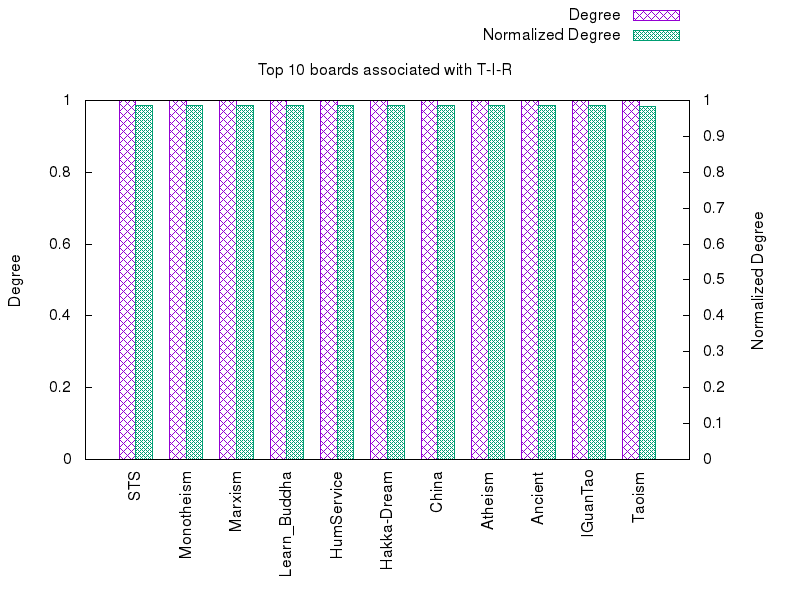 Degree
Normalized Degree
Top 10 boards associated with T-I-R
1
0.8
0.6
0.4
0.2
0
Degree
1
0.9
0.8
0.7
0.6
0.5
0.4
0.3
0.2
0.1
0
Normalized Degree
STS
Monotheism
Marxism
Learn_Buddha
HumService
Hakka-Dream
China
Atheism
Ancient
IGuanTao
Taoism